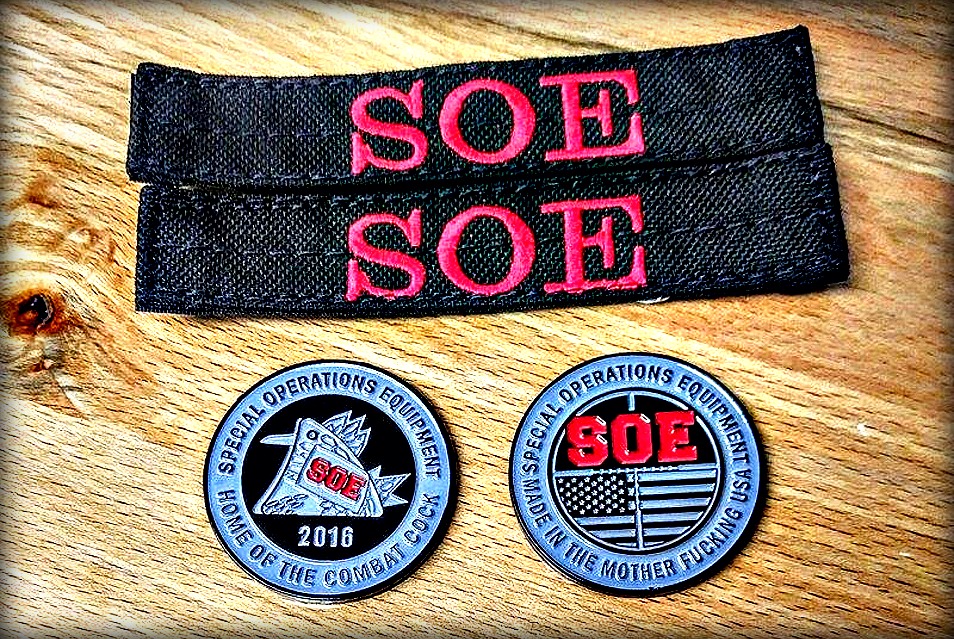 SOE
SOE
SPECIAL OPERATIONS EQUIPMENT
SOE
2016
HOME OF THE COMBAT COCK
SPECIAL OPERATIONS EQUIPMENT
SOE
MADE IN THE MOTHER FUCKING USA